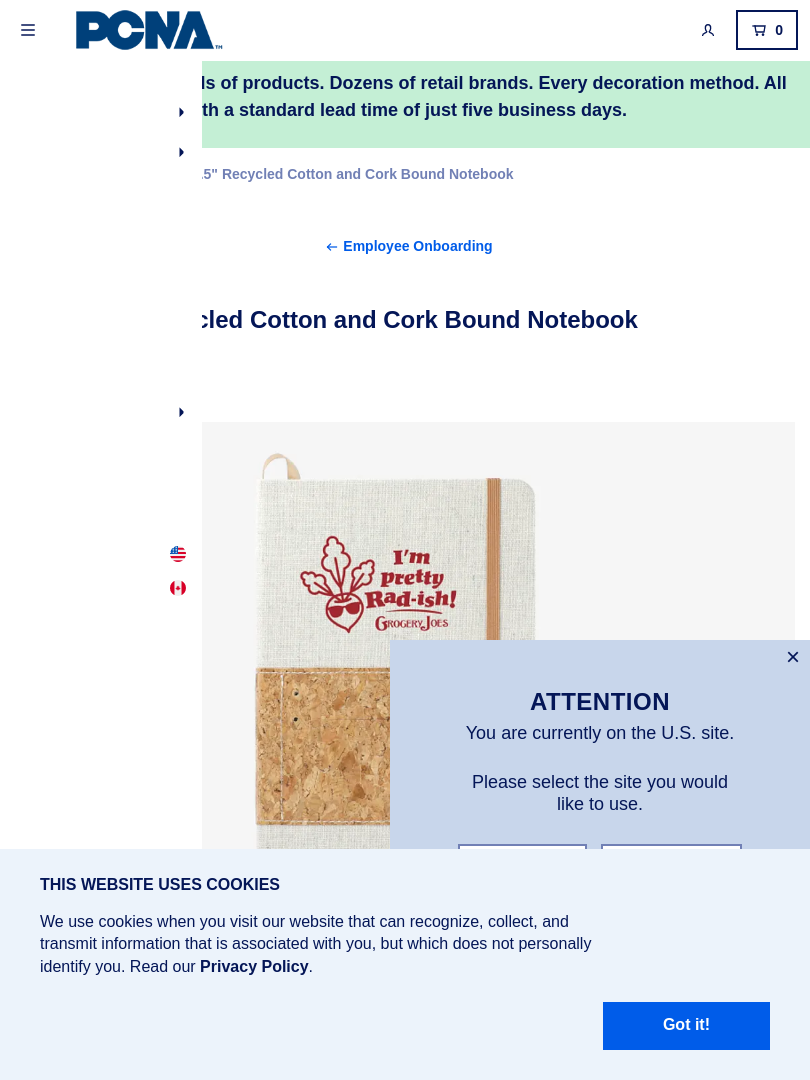 PCNA™
0
ls of products. Dozens of retail brands. Every decoration method. All
th a standard lead time of just five business days.
.5" Recycled Cotton and Cork Bound Notebook
← Employee Onboarding
cled Cotton and Cork Bound Notebook
I'm
pretty
Rad-ish!
GROCERY JOES
ATTENTION
You are currently on the U.S. site.
Please select the site you would
like to use.
THIS WEBSITE USES COOKIES
We use cookies when you visit our website that can recognize, collect, and
transmit information that is associated with you, but which does not personally
identify you. Read our Privacy Policy.
Got it!